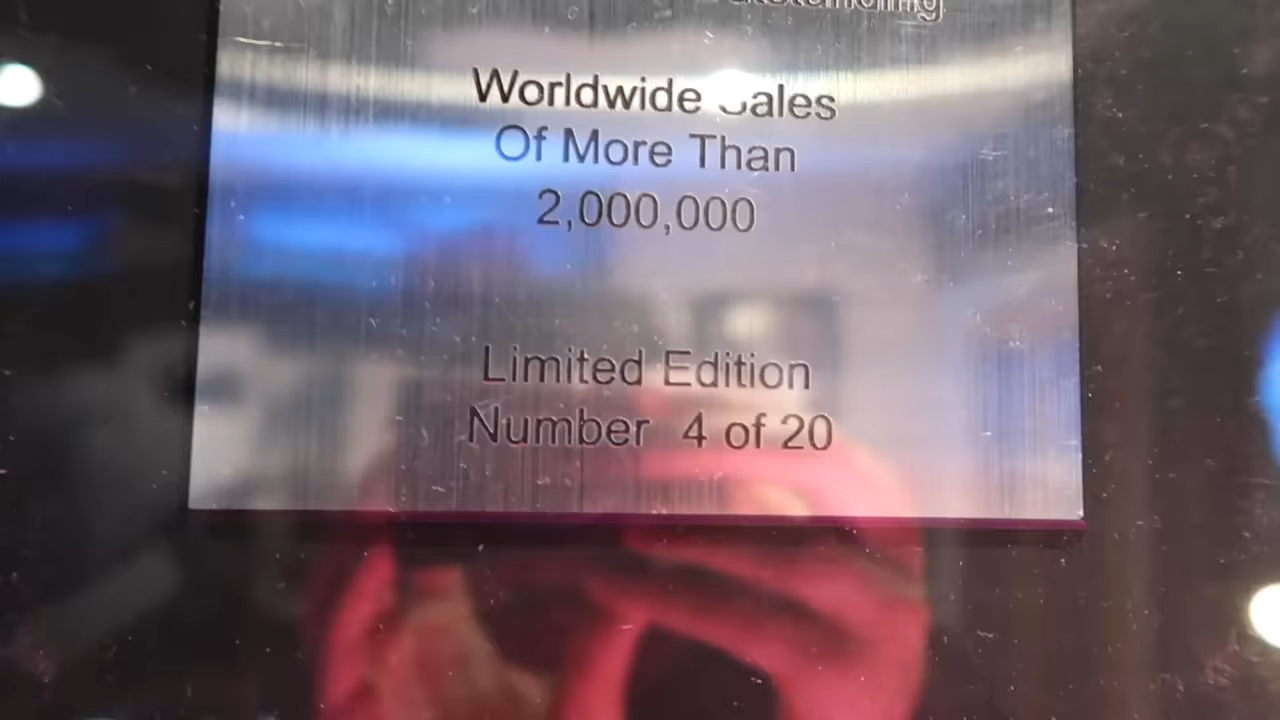 Worldwide Sales
Of More Than
2,000,000
Limited Edition
Number 4 of 20